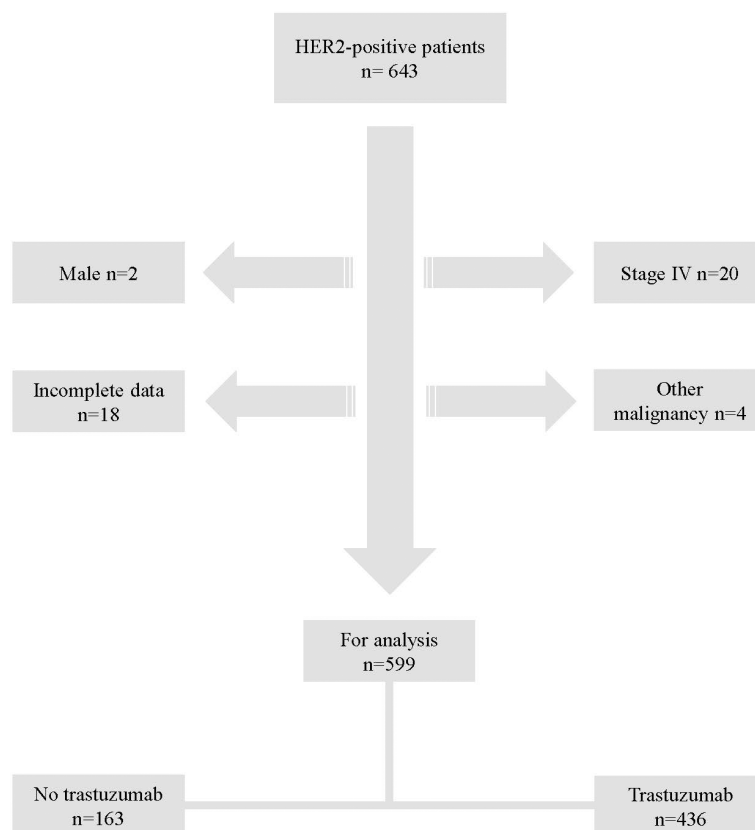 HER2-positive patients
n= 643
Male n=2
Stage IV n=20
Incomplete data
n=18
Other
malignancy n=4
For analysis
n=599
No trastuzumab
n=163
Trastuzumab
n=436